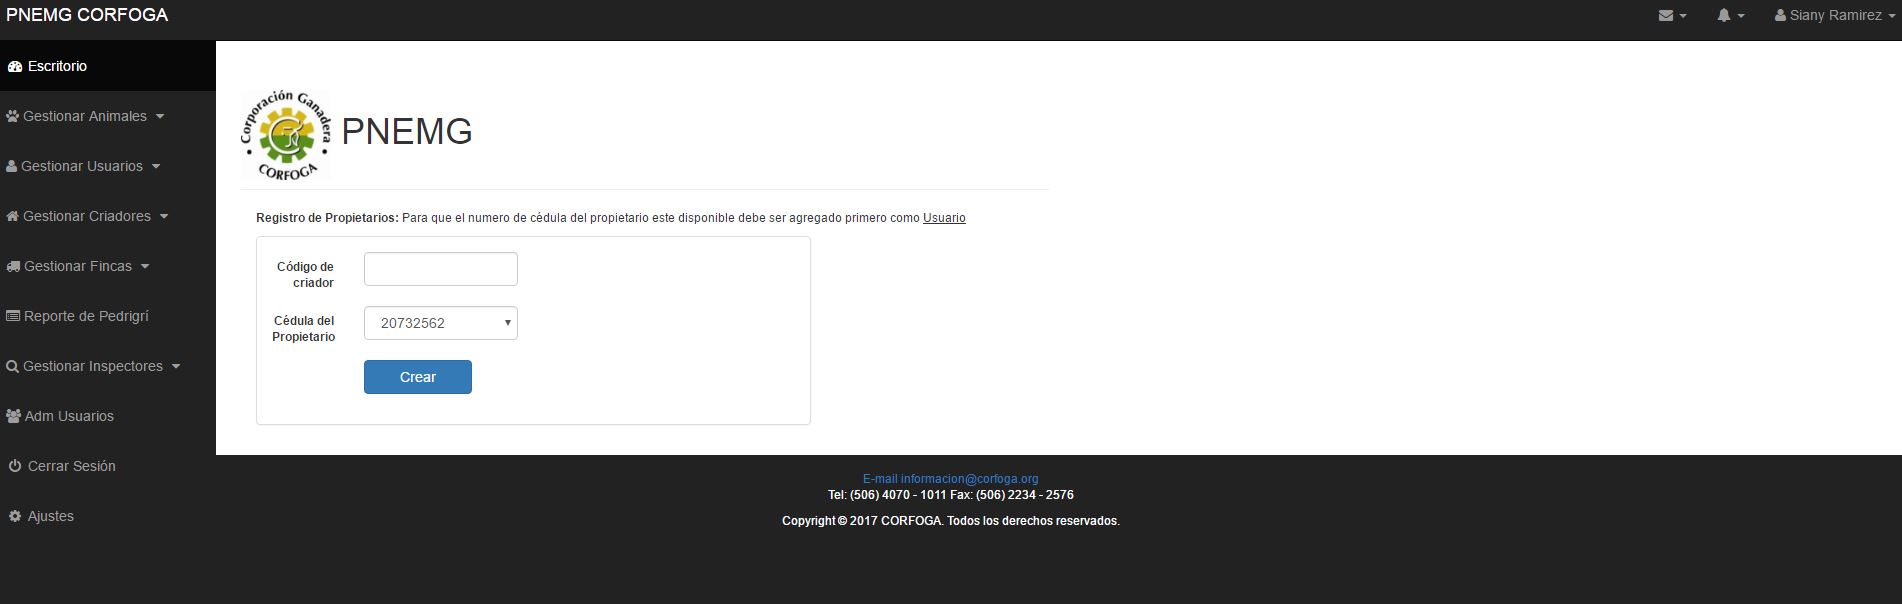 PNEMG CORFOGA
Siany Ramirez
Escritorio
Gestionar Animales
Gestionar Usuarios
Gestionar Criadores
Gestionar Fincas
Reporte de Pedrigrí
Gestionar Inspectores
Adm Usuarios
Cerrar Sesión
Ajustes
Corporación Ganadera
CORFOGA
PNEMG
Registro de Propietarios: Para que el numero de cédula del propietario este disponible debe ser agregado primero como Usuario
Código de
criador
Cédula del
Propietario
20732562
Crear
E-mail informacion@corfoga.org
Tel: (506) 4070 - 1011 Fax: (506) 2234 - 2576
Copyright © 2017 CORFOGA. Todos los derechos reservados.